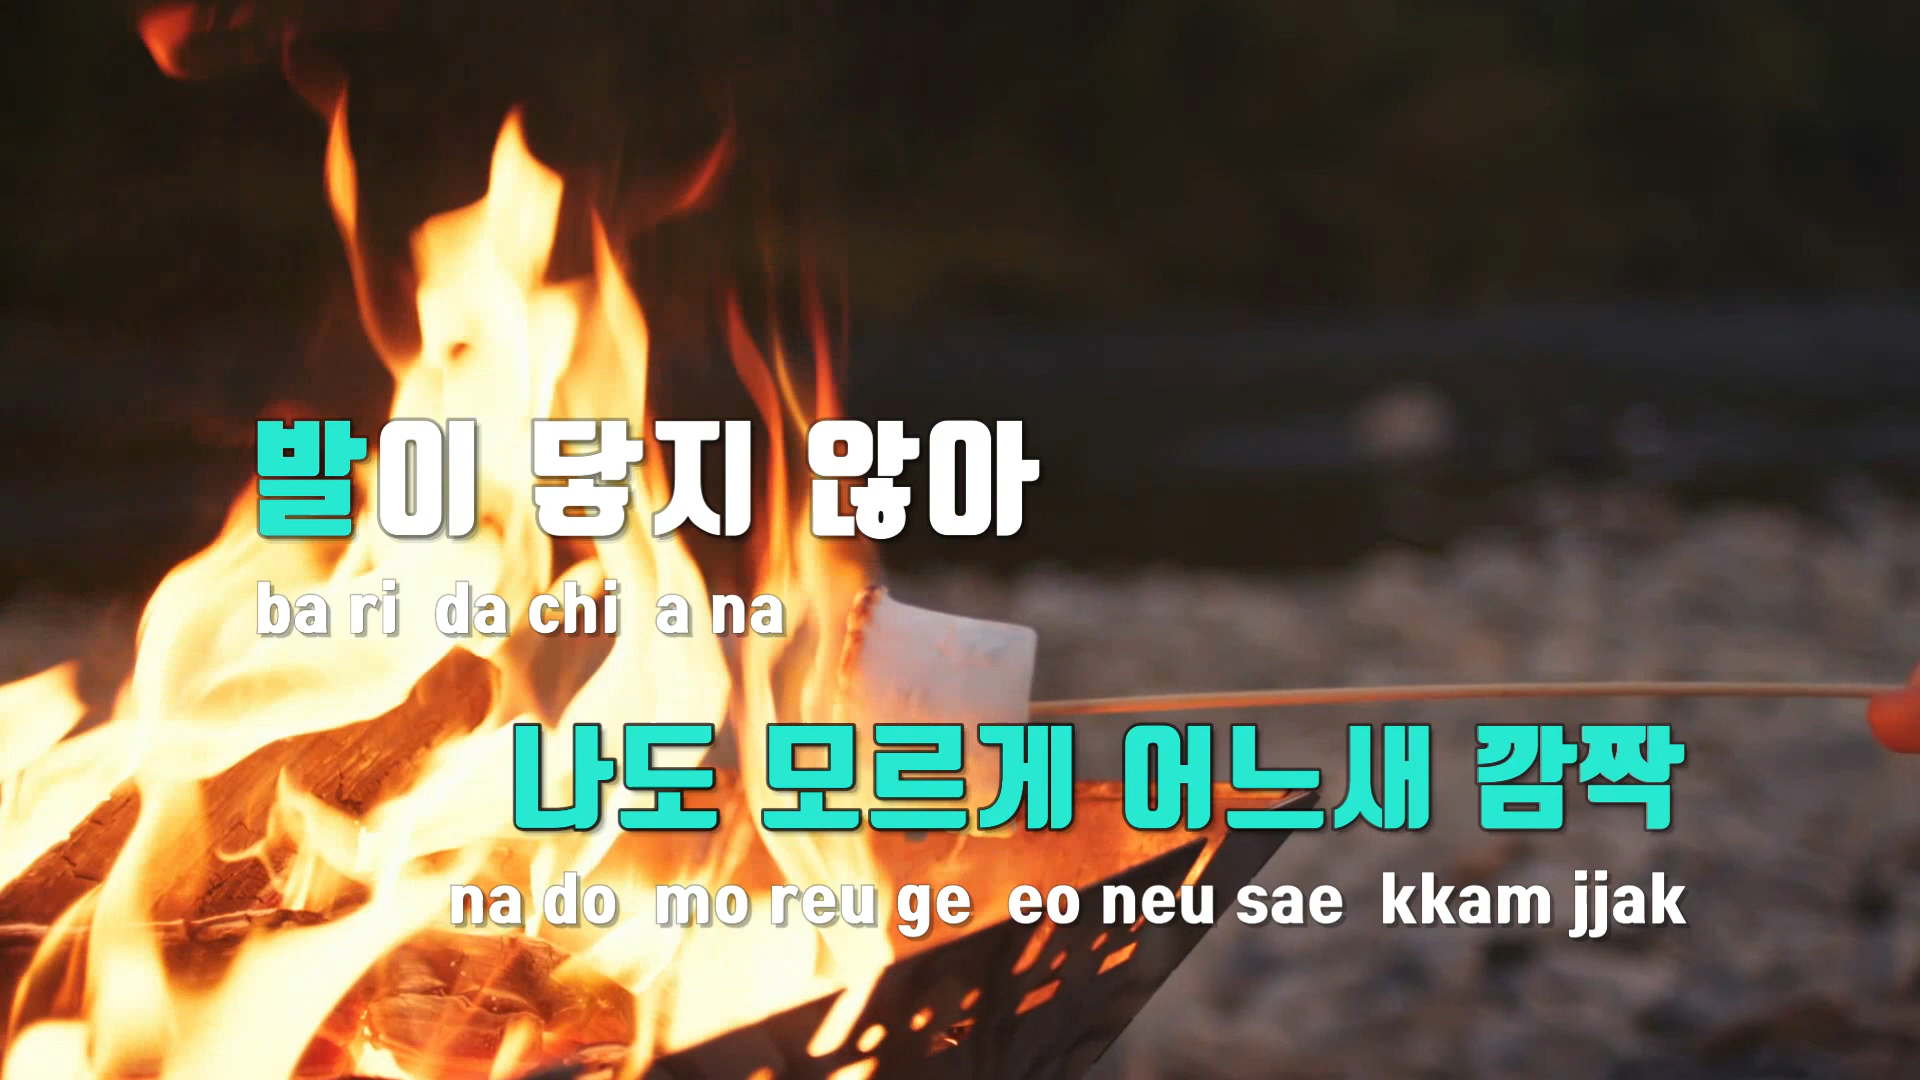 발이 닿지 않아
ba ri da chi a na
나도 모르게 어느새 깜짝
na do mo reu ge eo neu sae kkam jjak